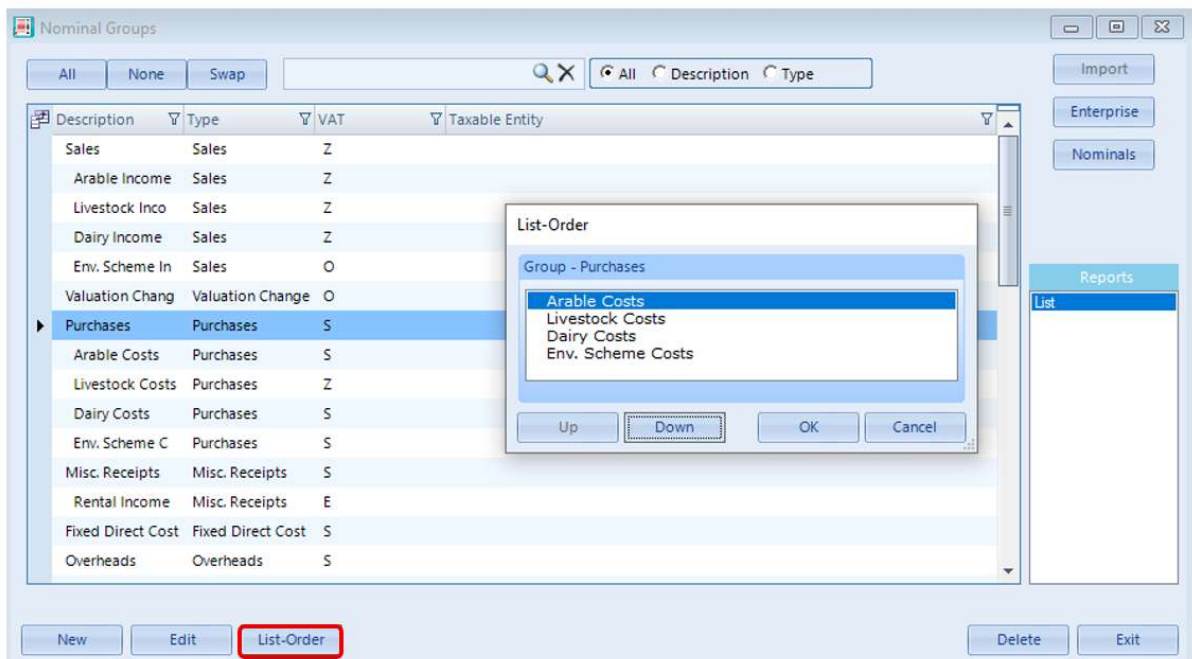 Nominal Groups
All None Swap All Description Type Import
Enterprise
Description Type VAT Taxable Entity
Nominals
Sales Sales Z
Arable Income Sales Z
Livestock Inco Sales Z
Dairy Income Sales Z
Env. Scheme In Sales O
Valuation Chang Valuation Change O
Purchases Purchases S
Arable Costs Purchases S
Livestock Costs Purchases Z
Dairy Costs Purchases S
Env. Scheme C Purchases S
Misc. Receipts Misc. Receipts S
Rental Income Misc. Receipts E
Fixed Direct Cost Fixed Direct Cost S
Overheads Overheads S
List-Order
Group - Purchases
Arable Costs
Livestock Costs
Dairy Costs
Env. Scheme Costs
Up Down OK Cancel
Reports
List
New Edit List-Order Delete Exit